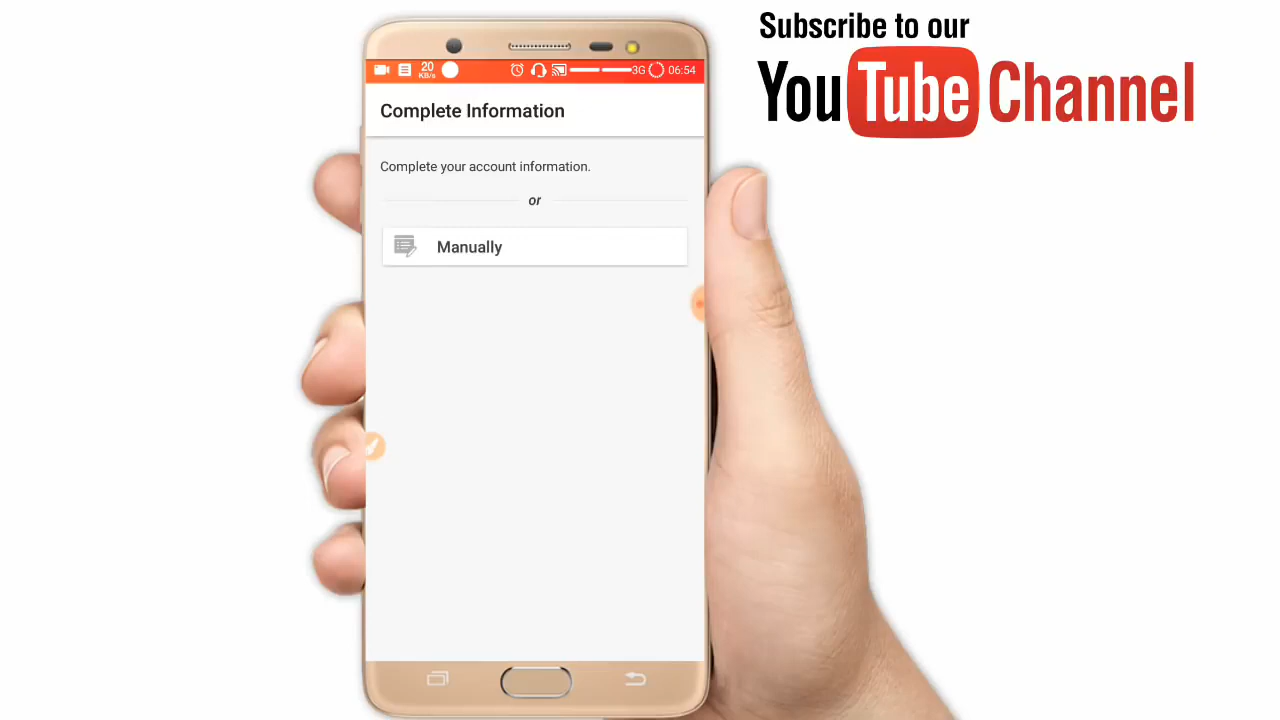 Subscribe to our
YouTube Channel
20
KB/s
3G
06:54
Complete Information
Complete your account information.
or
Manually